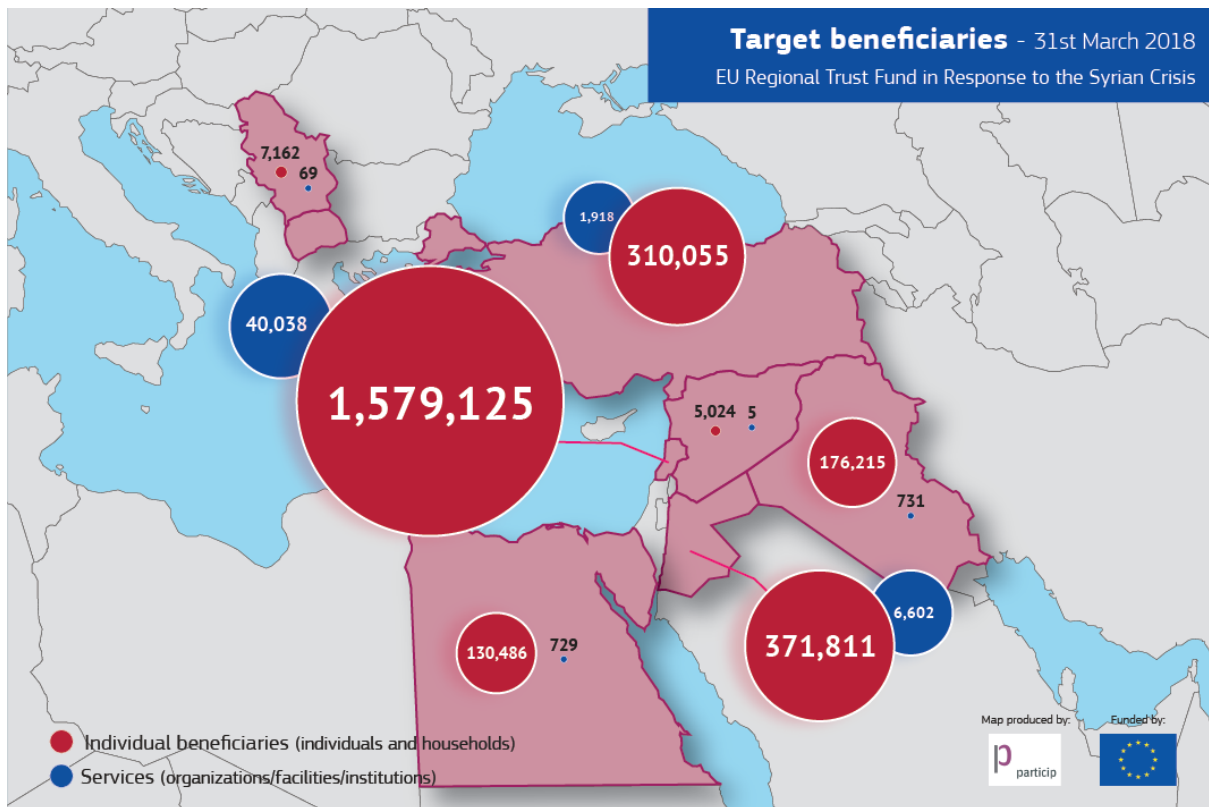 Target beneficiaries - 31st March 2018
EU Regional Trust Fund in Response to the Syrian Crisis
7,162
69
1,918
310,055
40,038
1,579,125
5,024 5
176,215
731
6,602
371,811
130,486
729
Individual beneficiaries (individuals and households)
Services (organizations/facilities/institutions)
Map produced by:
p
particip
Funded by: